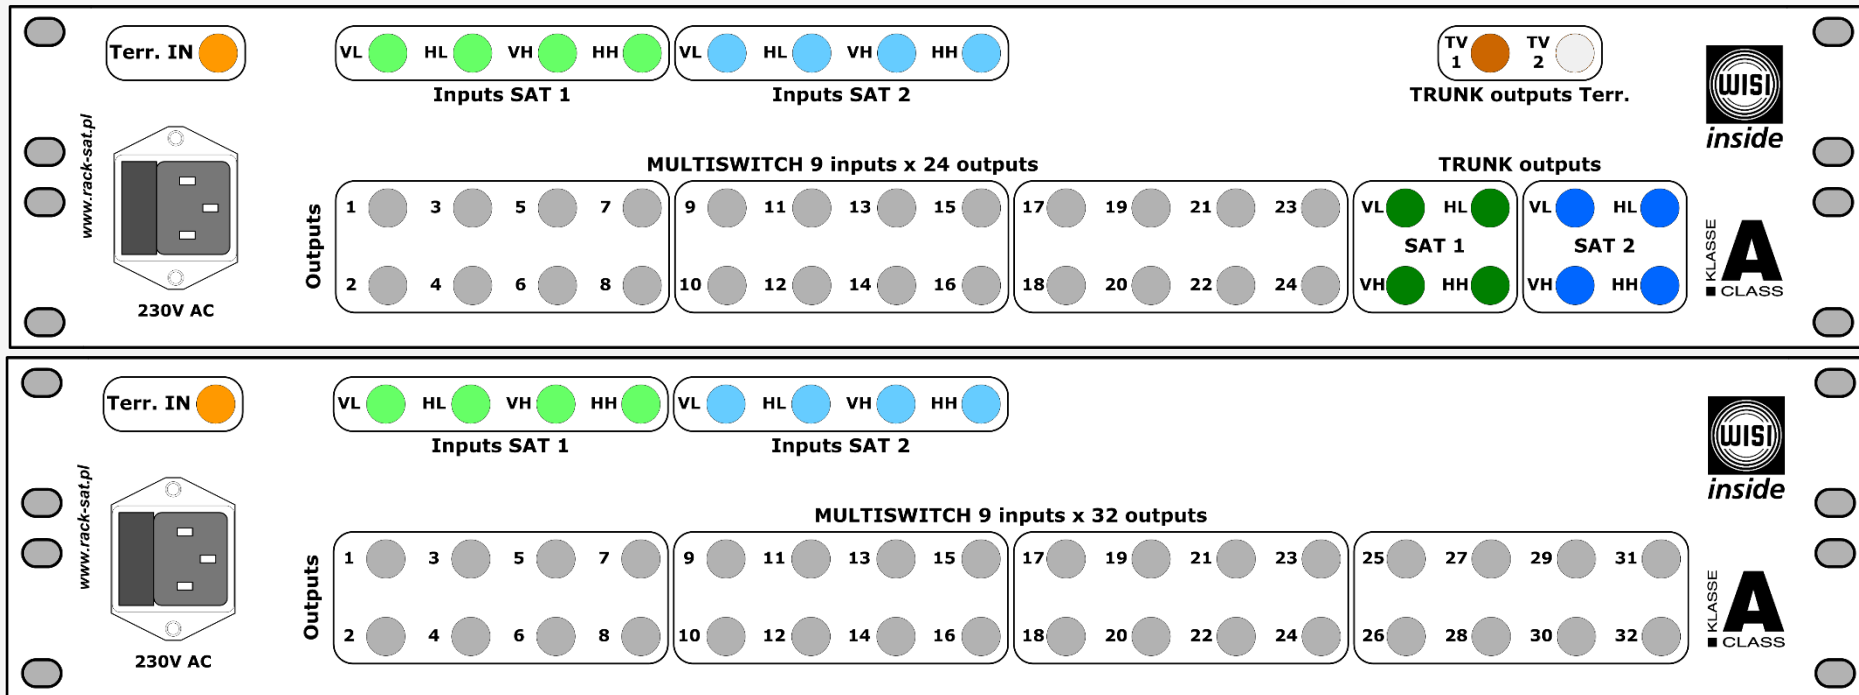 Terr. IN VL HL VH HH VL HL VH HH TV 1 TV 2
Inputs SAT 1 Inputs SAT 2 TRUNK outputs Terr.
WISI
inside
www.rack-sat.pl
MULTISWITCH 9 inputs x 24 outputs TRUNK outputs
Outputs
1 3 5 7 9 11 13 15 17 19 21 23 VL HL VL HL
SAT 1 SAT 2
2 4 6 8 10 12 14 16 18 20 22 24 VH HH VH HH
230V AC
KLASSE
A
CLASS
Terr. IN VL HL VH HH VL HL VH HH
Inputs SAT 1 Inputs SAT 2
WISI
inside
www.rack-sat.pl
MULTISWITCH 9 inputs x 32 outputs
Outputs
1 3 5 7 9 11 13 15 17 19 21 23 25 27 29 31
2 4 6 8 10 12 14 16 18 20 22 24 26 28 30 32
230V AC
KLASSE
A
CLASS